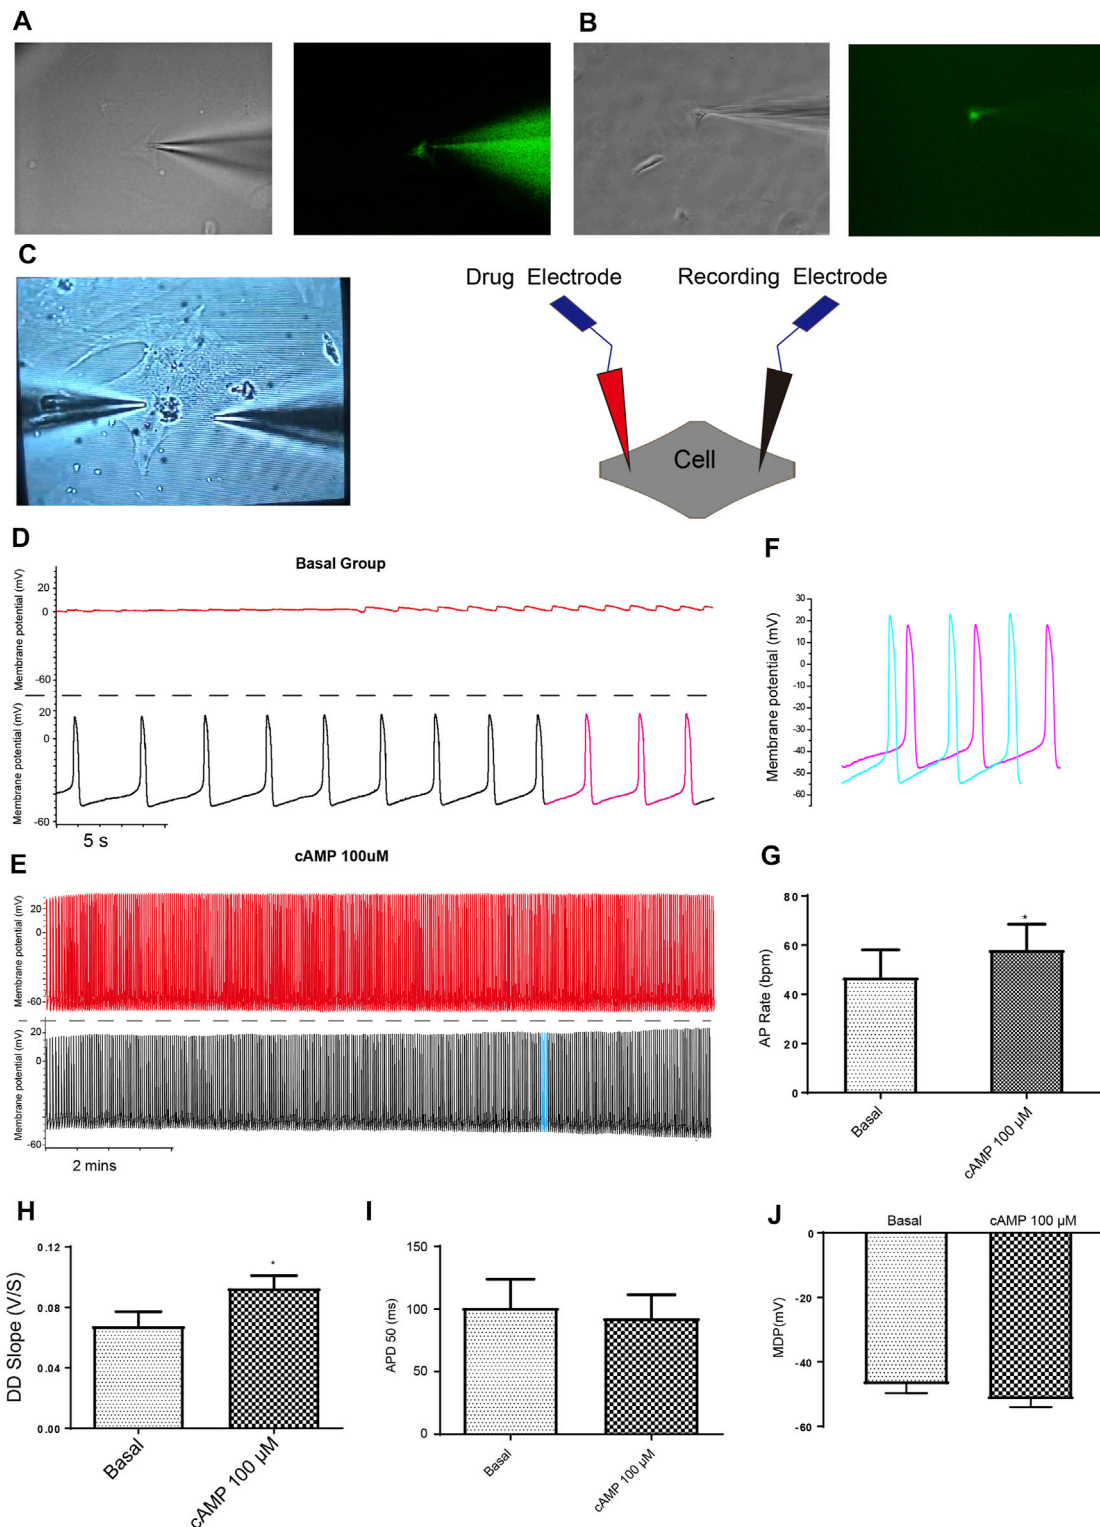 A
B
C
Drug Electrode
Recording Electrode
Cell
D
Basal Group
Membrane potential (mV)
20
0
-60
Membrane potential (mV)
20
0
-60
5 s
E
cAMP 100uM
Membrane potential (mV)
20
0
-60
Membrane potential (mV)
20
0
-60
2 mins
F
Membrane potential (mV)
30
20
10
0
-10
-20
-30
-40
-50
-60
G
AP Rate (bpm)
80
60
40
20
0
*
Basal
cAMP 100 µM
H
DD Slope (V/S)
0.12
0.08
0.04
0.00
*
Basal
cAMP 100 µM
I
APD 50 (ms)
150
100
50
0
Basal
cAMP 100 µM
J
Basal
cAMP 100 µM
MDP(mV)
0
-20
-40
-60